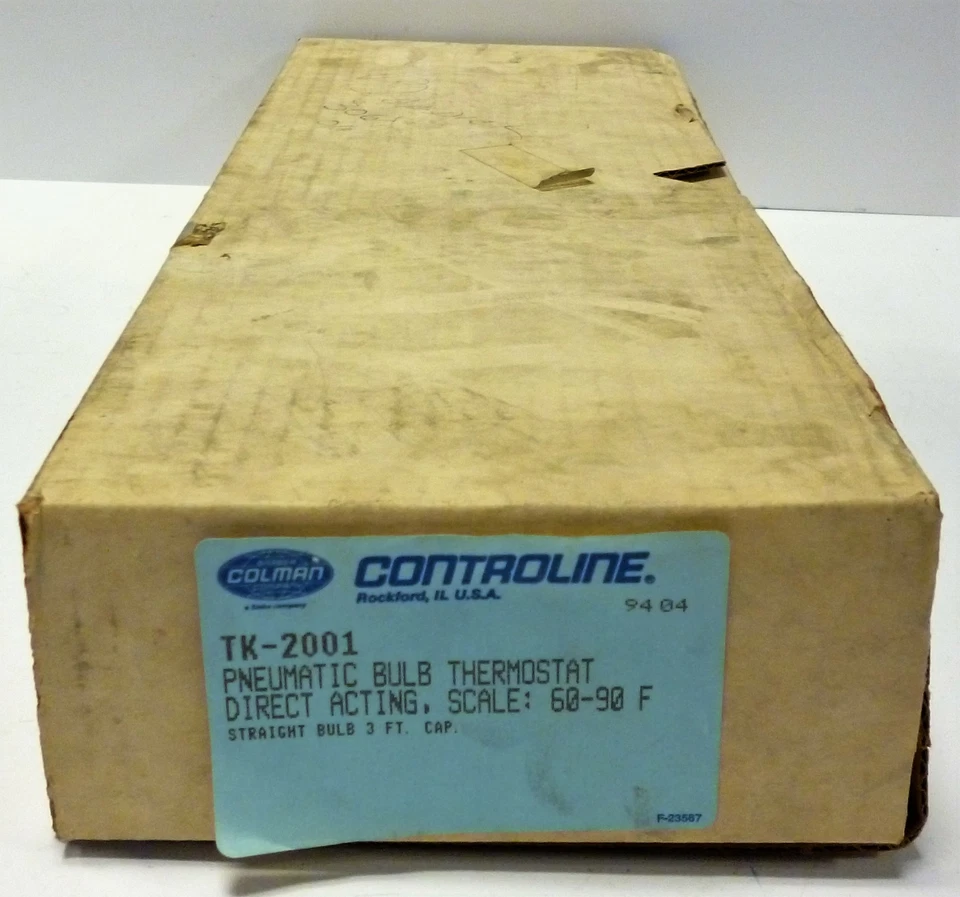 COLMAN
CONTROLINE®
Rockford, IL U.S.A.
9404
TK-2001
PNEUMATIC BULB THERMOSTAT
DIRECT ACTING, SCALE: 60-90 F
STRAIGHT BULB 3 FT. CAP.
F-23567